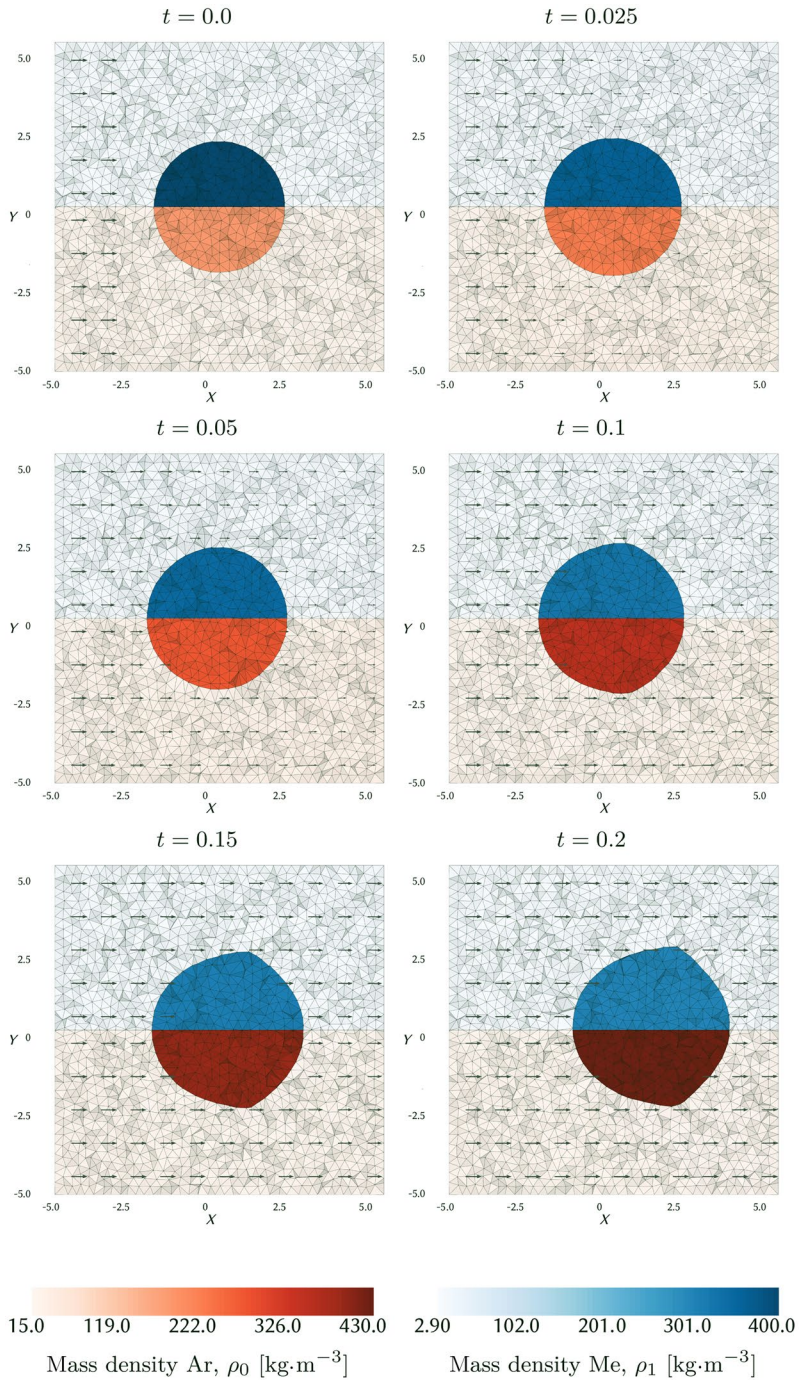 t = 0.0
t = 0.025
5.0
2.5
Y 0
-2.5
-5.0
-5.0 -2.5 0 2.5 5.0
X
5.0
2.5
Y 0
-2.5
-5.0
-5.0 -2.5 0 2.5 5.0
X
t = 0.05
t = 0.1
5.0
2.5
Y 0
-2.5
-5.0
-5.0 -2.5 0 2.5 5.0
X
5.0
2.5
Y 0
-2.5
-5.0
-5.0 -2.5 0 2.5 5.0
X
t = 0.15
t = 0.2
5.0
2.5
Y 0
-2.5
-5.0
-5.0 -2.5 0 2.5 5.0
X
5.0
2.5
Y 0
-2.5
-5.0
-5.0 -2.5 0 2.5 5.0
X
15.0 119.0 222.0 326.0 430.0
Mass density Ar, ρ₀ [kg·m⁻³]
2.90 102.0 201.0 301.0 400.0
Mass density Me, ρ₁ [kg·m⁻³]